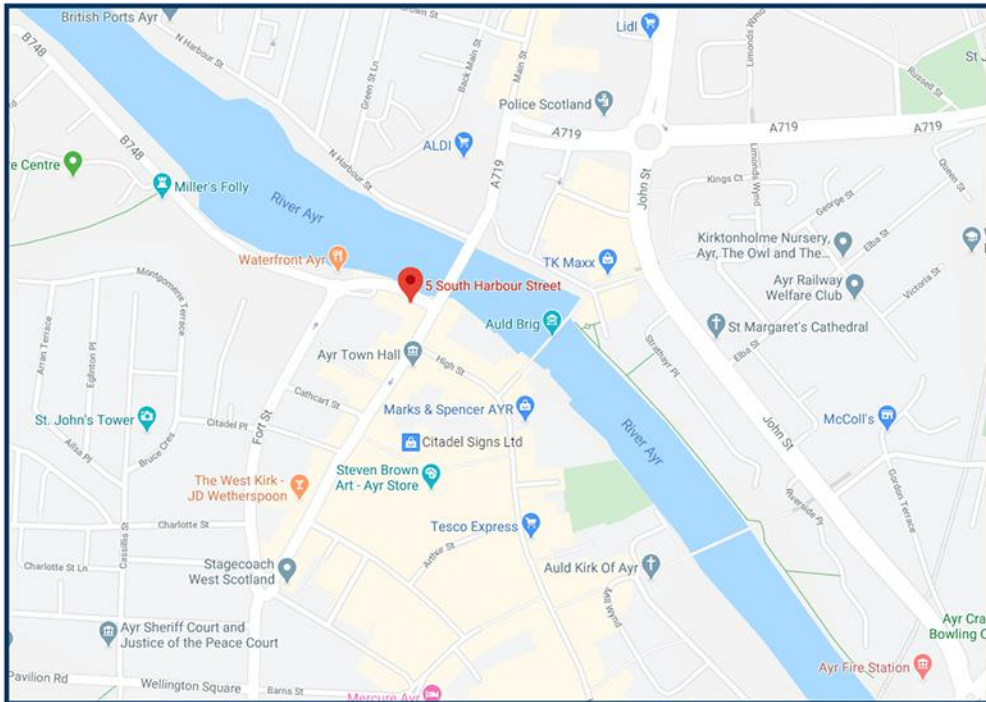 British Ports Ayr
B748
N Harbour St
Green St Ln
Back Main St
Main St
Lidl
Limonds Wynd
St J
Russell St
Police Scotland
A719
A719
B748
ALDI
N Harbour St
A719
Kings Ct
Limonds Wynd
Queen St
e Centre
Miller's Folly
River Ayr
John St
George St
Elba St
Kirktonholme Nursery,
Ayr, The Owl and The...
Waterfront Ayr
TK Maxx
Montgomerie Terrace
5 South Harbour Street
Ayr Railway
Welfare Club
Victoria St
Auld Brig
St Margaret's Cathedral
Elba St
Arran Terrace
Eglinton Pl
Ayr Town Hall
High St
Strathayr Pl
Cathcart St
Fort St
Marks & Spencer AYR
McColl's
St. John's Tower
Citadel Pl
Citadel Signs Ltd
River Ayr
John St
Ailsa Pl
Bruce Cres
The West Kirk -
JD Wetherspoon
Steven Brown
Art - Ayr Store
Gordon Terrace
Riverside Pl
Charlotte St
Tesco Express
Cassillis St
Arthur St
Charlotte St Ln
Stagecoach
West Scotland
Auld Kirk Of Ayr
Mill Wynd
Ayr Sheriff Court and
Justice of the Peace Court
Ayr Cra
Bowling C
Ayr Fire Station
Pavilion Rd
Wellington Square
Barns St
Mercure Ayr